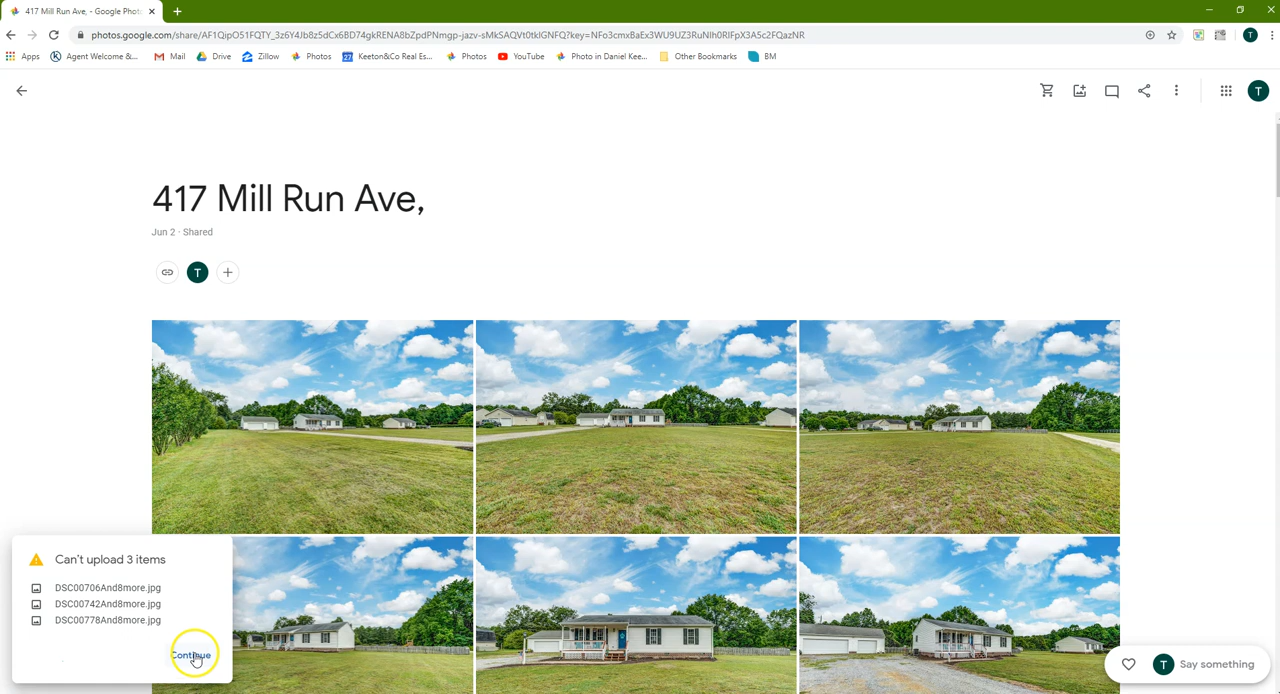 417 Mill Run Ave, - Google Phot
photos.google.com/share/AF1QipO51FQTY_3z6Y4Jb8z5dCx6BD74gkRENA8bZpdPNmgp-jazv-sMkSAQVt0tklGNFQ?key=NFo3cmxBaEx3WU9UZ3RuNlh0RIFpX3A5c2FQazNR
T
Apps
Agent Welcome &...
Mail
Drive
Zillow
Photos
27
Keeton&Co Real Es...
Photos
YouTube
Photo in Daniel Kee...
Other Bookmarks
BM
T
417 Mill Run Ave,
Jun 2 · Shared
T
Can't upload 3 items
DSC00706And8more.jpg
DSC00742And8more.jpg
DSC00778And8more.jpg
Continue
T Say something